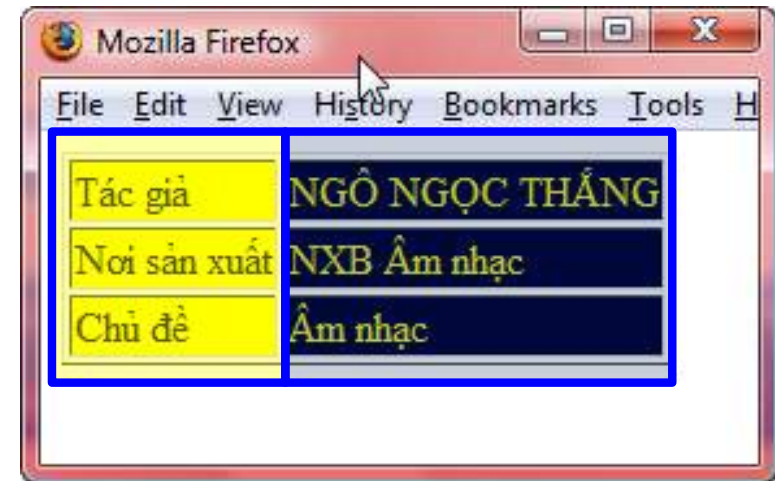 Mozilla Firefox
File Edit View History Bookmarks Tools H
Tác giả NGÔ NGỌC THẮNG
Nơi sản xuất NXB Âm nhạc
Chủ đề Âm nhạc